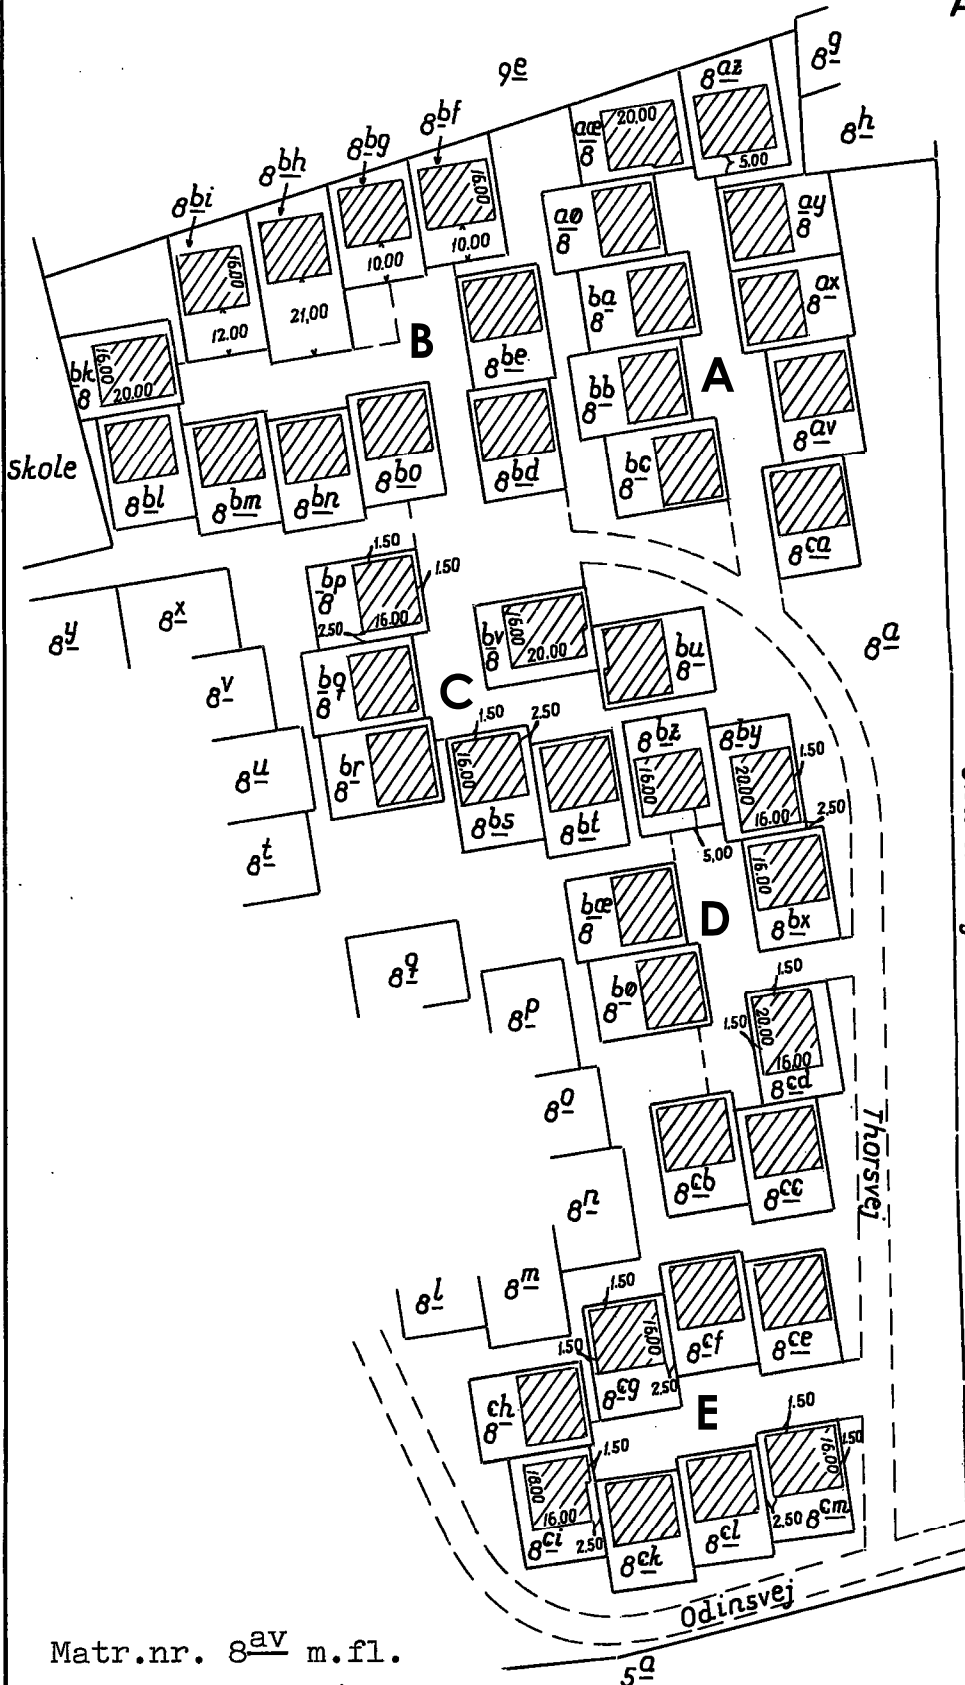 A
9e
8g
8az
8bf
8bg
20,00
æ
8
8h
5.00
8bh
16.00
8bi
aø
8
ay
8
10.00
10.00
16.00
ba
8
ax
8
21,00
12.00
B
be
8
A
bk
8
16.00
20.00
bb
8
8av
Skole
8bl
8bm
8bn
8bo
8bd
bc
8
8ca
1.50
bp
8
1.50
16.00
2.50
8y
8x
bv
8
16.00
20.00
bu
8
8a
8v
bq
8
C
1.50
2.50
8bz
8by
1.50
8u
br
8
16.00
16.00
20.00
16.00
2.50
8bs
8bt
5,00
8t
16.00
bæ
8
D
8bx
8q
1.50
bø
8
8p
1.50
20.00
16.00
8cd
8o
Thorsvej
8cb
8cc
8n
8l
8m
1.50
16.00
8cf
8ce
1.50
8cg
2.50
ch
8
E
1.50
1.50
16.00
1.50
18.00
16.00
8ci
2.50
8ck
8cl
2.50
8cm
Odinsvej
Matr.nr. 8av m.fl.
5a